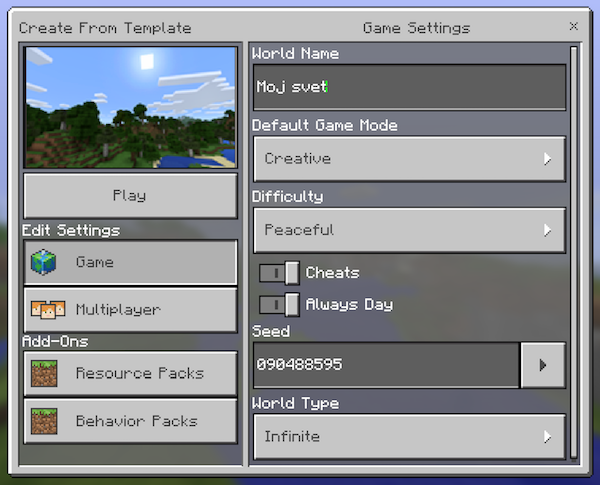 Create From Template
Game Settings
World Name
Moj svet
Default Game Mode
Creative
Play
Difficulty
Peaceful
Edit Settings
Game
Cheats
Multiplayer
Always Day
Add-Ons
Seed
Resource Packs
090488595
World Type
Behavior Packs
Infinite